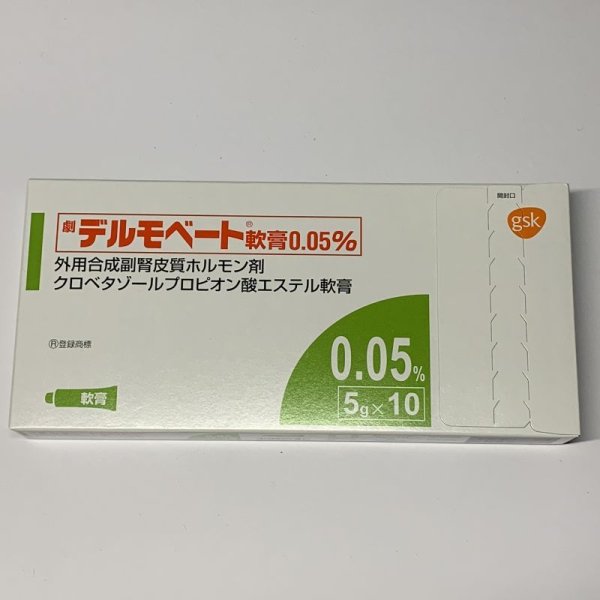 開封口
gsk
劇 デルモベート® 軟膏0.05%
外用合成副腎皮質ホルモン剤
クロベタゾールプロピオン酸エステル軟膏
Ⓡ登録商標
0.05%
5g×10
軟膏